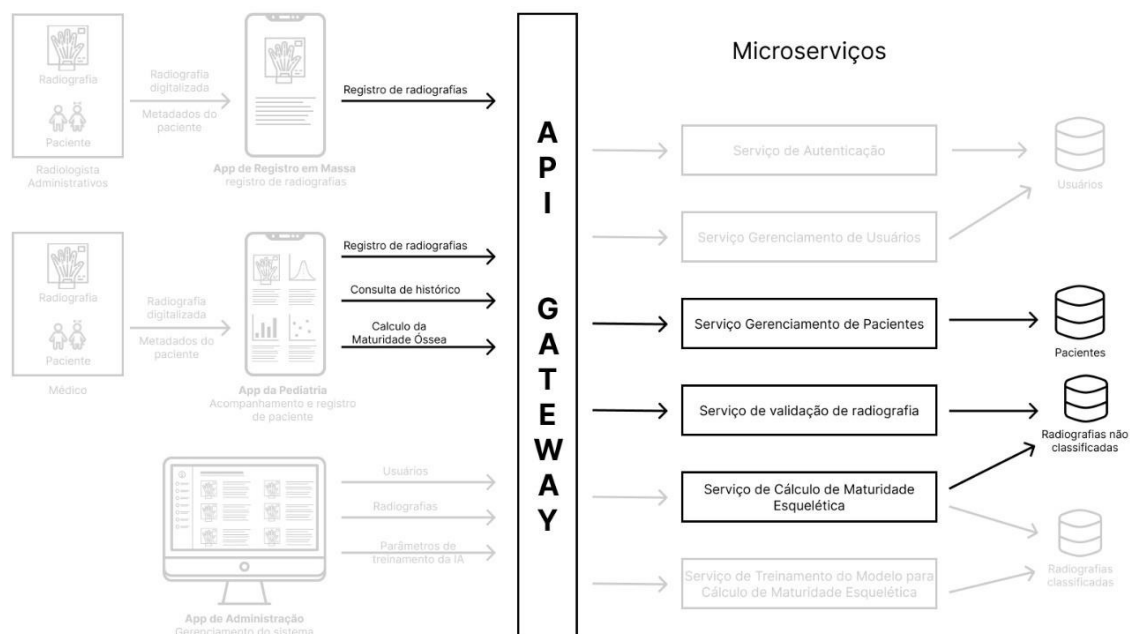 Radiografia
Paciente
Radiologista
Administrativos
Radiografia
digitalizada
Metadados do
paciente
App de Registro em Massa
registro de radiografias
Registro de radiografias
Radiografia
Paciente
Médico
Radiografia
digitalizada
Metadados do
paciente
App da Pediatria
Acompanhamento e registro
de paciente
Registro de radiografias
Consulta de histórico
Calculo da
Maturidade Óssea
App de Administração
Gerenciamento do sistema
Usuários
Radiografias
Parâmetros de
treinamento da IA
API GATEWAY
Microserviços
Serviço de Autenticação
Serviço Gerenciamento de Usuários
Usuários
Serviço Gerenciamento de Pacientes
Pacientes
Serviço de validação de radiografia
Radiografias não
classificadas
Serviço de Cálculo de Maturidade
Esquelética
Serviço de Treinamento do Modelo para
Cálculo de Maturidade Esquelética
Radiografias
classificadas